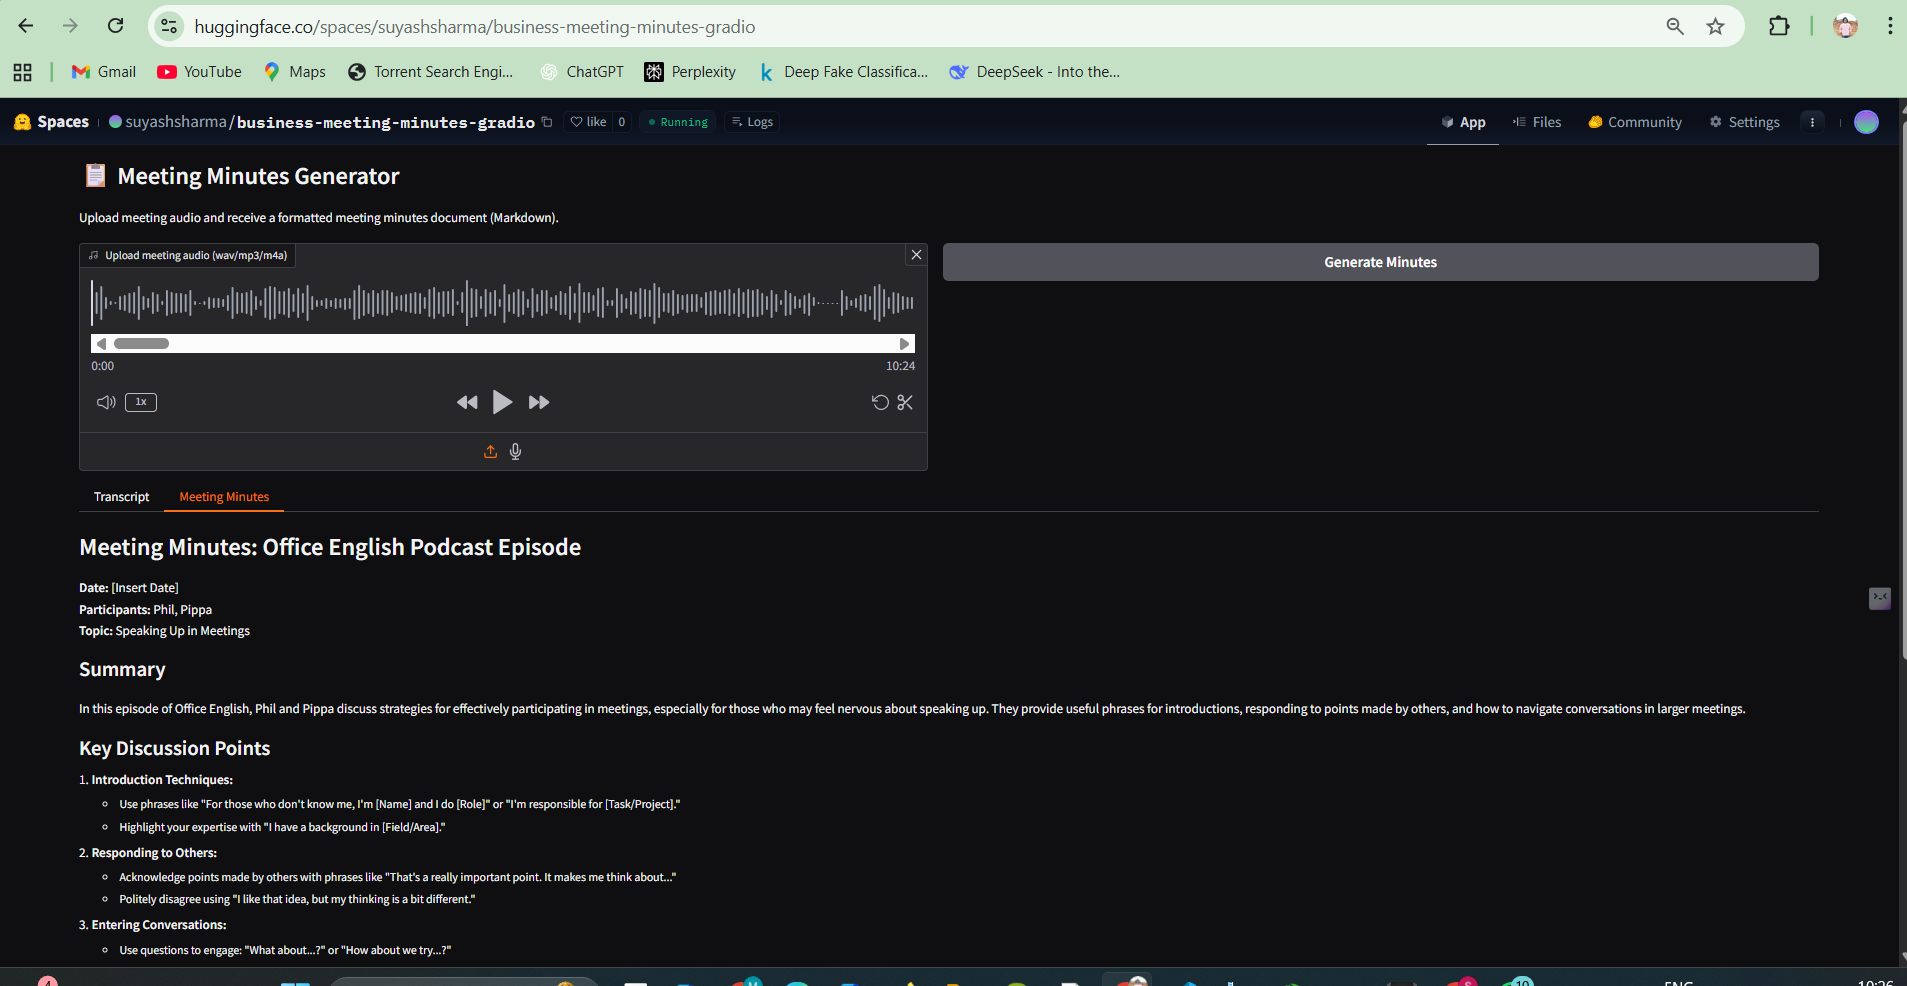 huggingface.co/spaces/suyashsharma/business-meeting-minutes-gradio
Gmail YouTube Maps Torrent Search Engi... ChatGPT Perplexity Deep Fake Classifica... DeepSeek - Into the...
Spaces suyashsharma/business-meeting-minutes-gradio like 0 Running Logs App Files Community Settings
Meeting Minutes Generator
Upload meeting audio and receive a formatted meeting minutes document (Markdown).
Upload meeting audio (wav/mp3/m4a)
Generate Minutes
0:00 10:24
1x
Transcript Meeting Minutes
Meeting Minutes: Office English Podcast Episode
Date: [Insert Date]
Participants: Phil, Pippa
Topic: Speaking Up in Meetings
Summary
In this episode of Office English, Phil and Pippa discuss strategies for effectively participating in meetings, especially for those who may feel nervous about speaking up. They provide useful phrases for introductions, responding to points made by others, and how to navigate conversations in larger meetings.
Key Discussion Points
1. Introduction Techniques:
Use phrases like "For those who don't know me, I'm [Name] and I do [Role]" or "I'm responsible for [Task/Project]."
Highlight your expertise with "I have a background in [Field/Area]."
2. Responding to Others:
Acknowledge points made by others with phrases like "That's a really important point. It makes me think about..."
Politely disagree using "I like that idea, but my thinking is a bit different."
3. Entering Conversations:
Use questions to engage: "What about...?" or "How about we try...?"
ENG 10:26